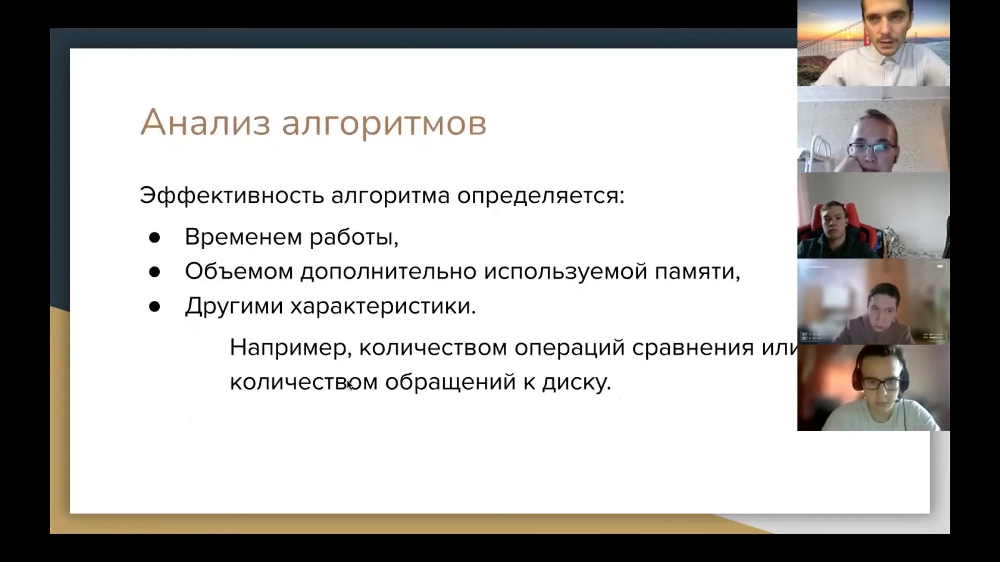 Анализ алгоритмов
Эффективность алгоритма определяется:
● Временем работы,
● Объемом дополнительно используемой памяти,
● Другими характеристики.
Например, количеством операций сравнения или
количеством обращений к диску.